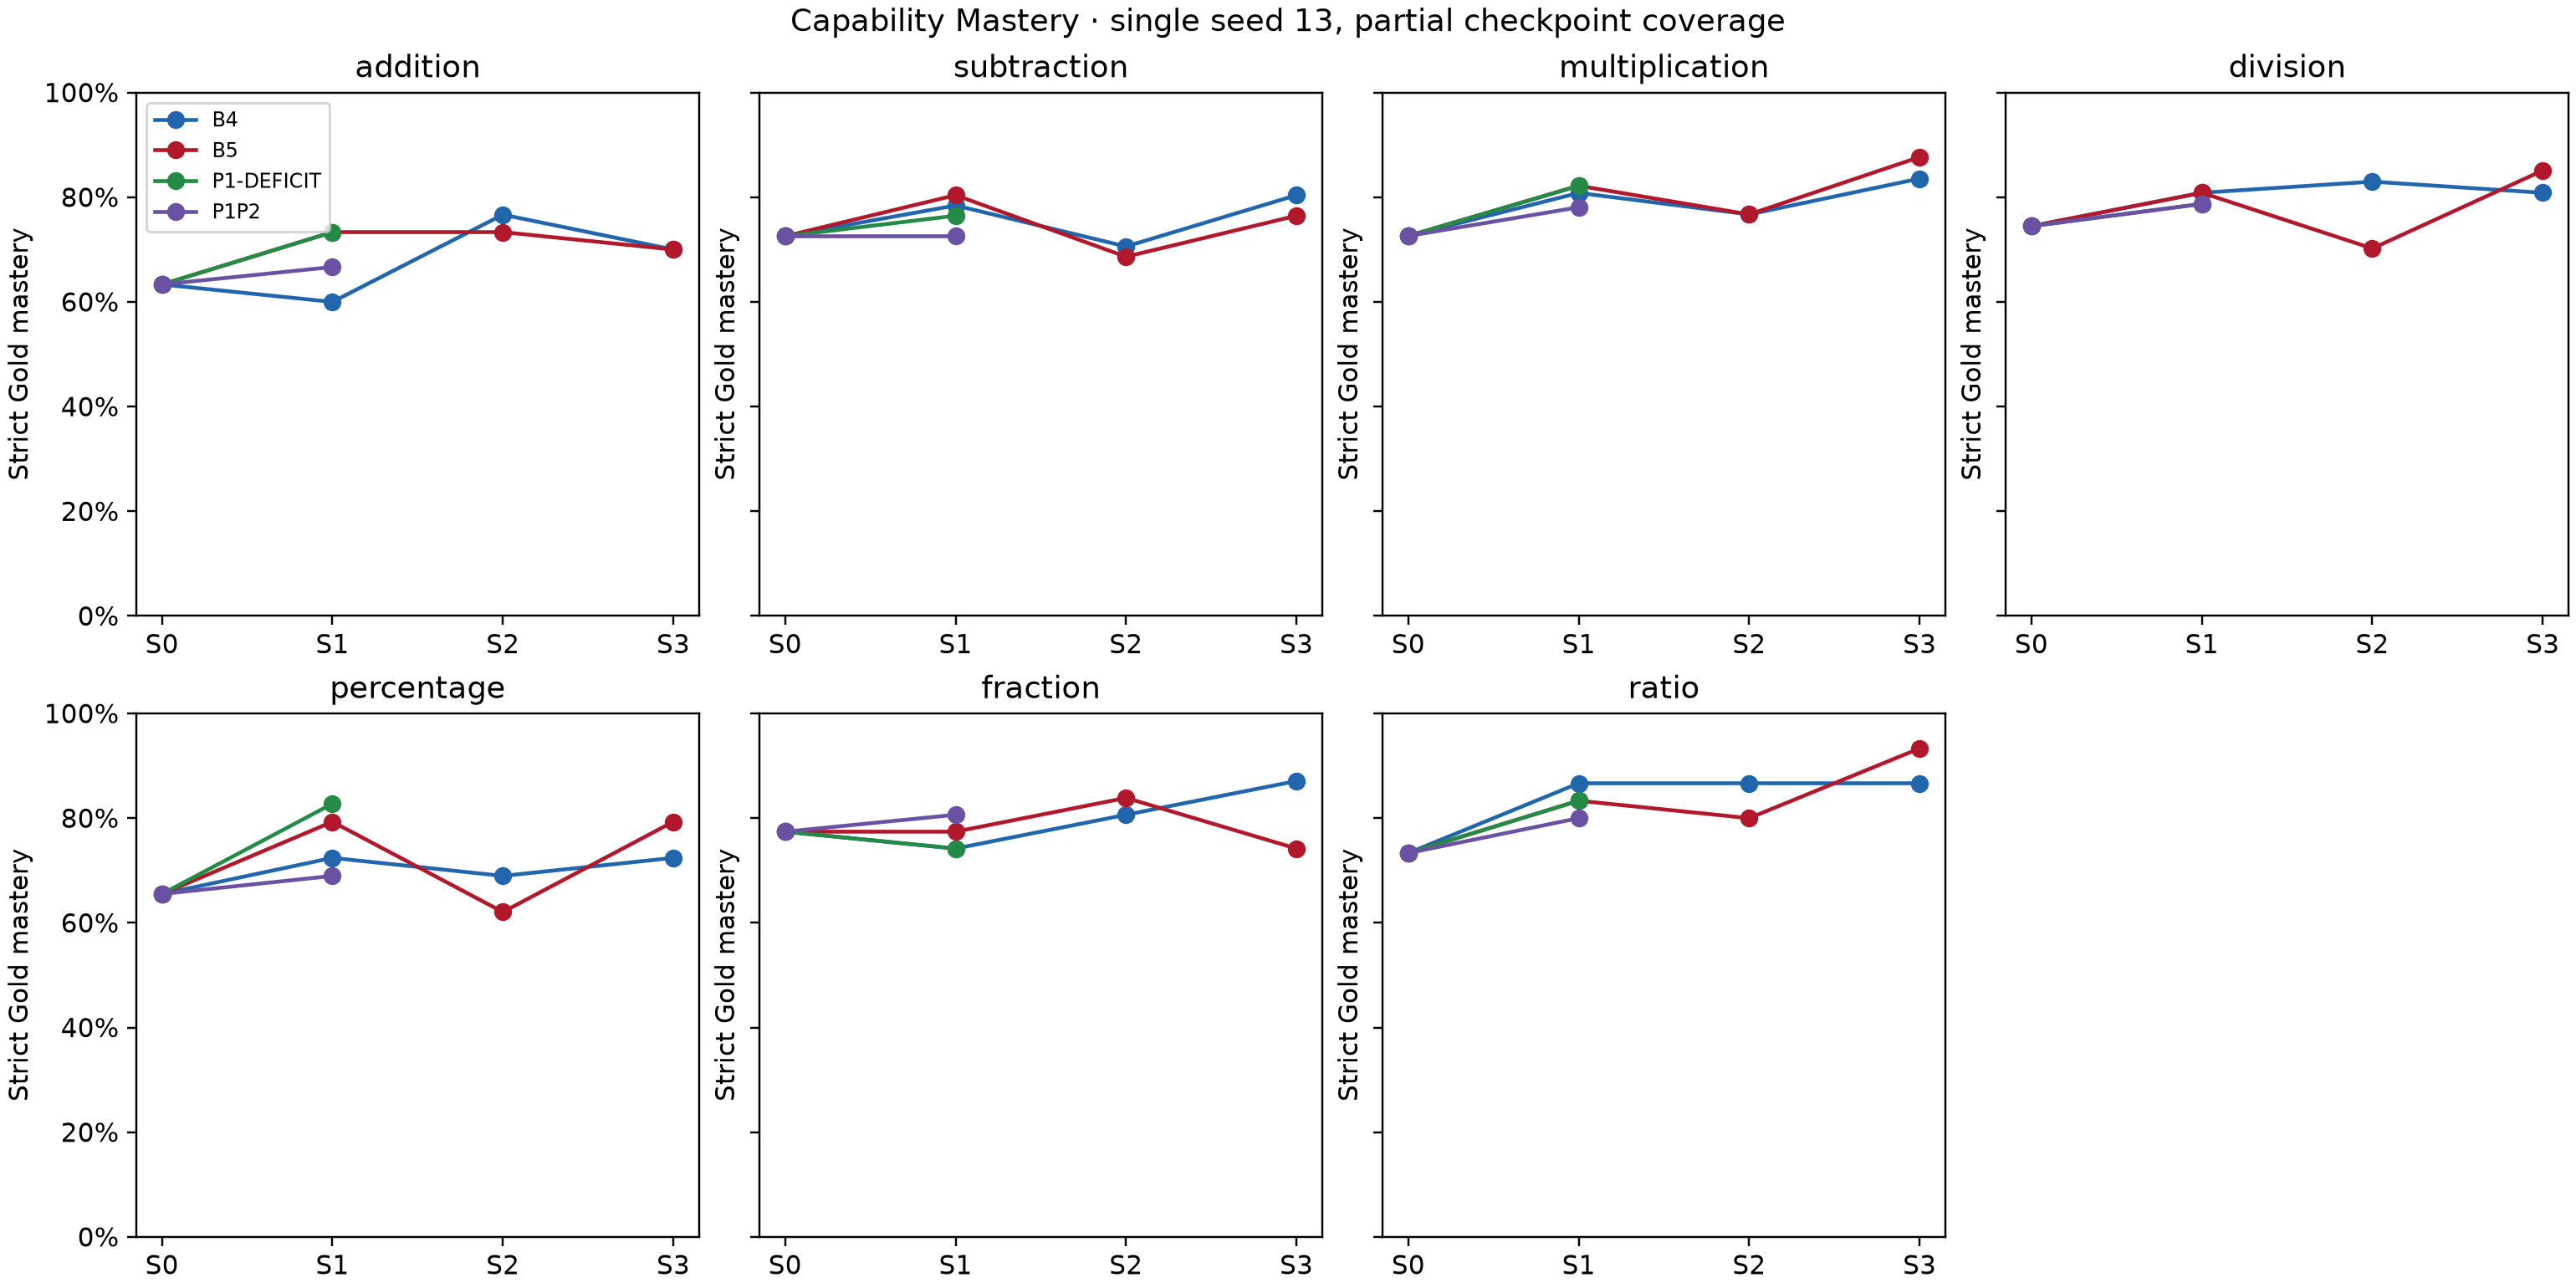 Capability Mastery · single seed 13, partial checkpoint coverage
addition
subtraction
multiplication
division
100%
80%
60%
40%
20%
0%
Strict Gold mastery
B4
B5
P1-DEFICIT
P1P2
S0 S1 S2 S3
Strict Gold mastery
S0 S1 S2 S3
Strict Gold mastery
S0 S1 S2 S3
Strict Gold mastery
S0 S1 S2 S3
percentage
fraction
ratio
100%
80%
60%
40%
20%
0%
Strict Gold mastery
S0 S1 S2 S3
Strict Gold mastery
S0 S1 S2 S3
Strict Gold mastery
S0 S1 S2 S3